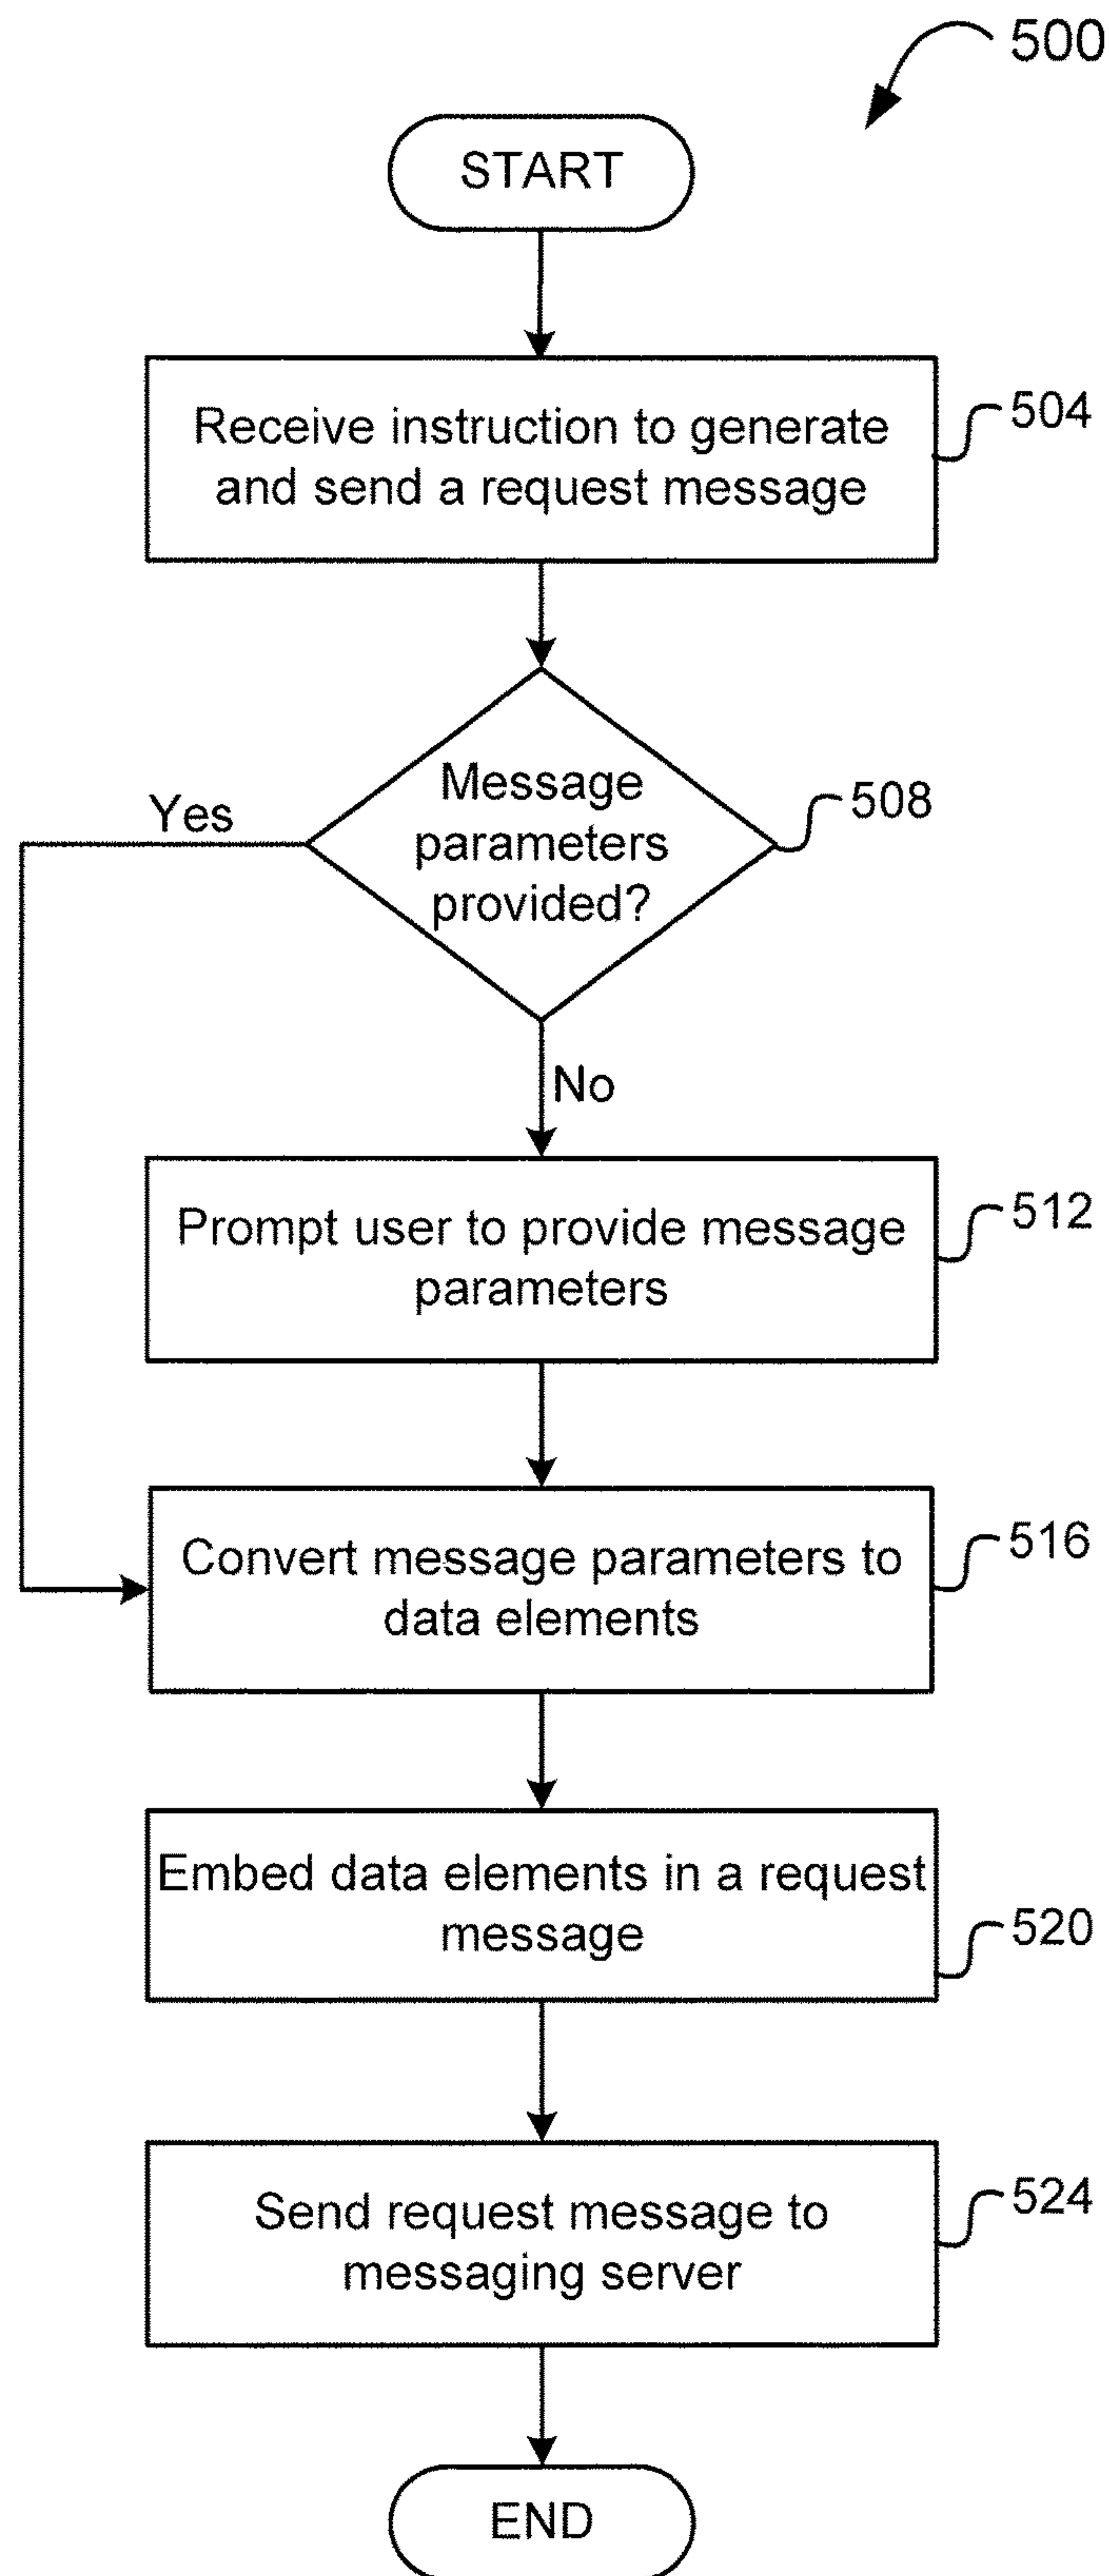 500
START
Receive instruction to generate
and send a request message
504
Message
parameters
provided?
508
Yes
No
Prompt user to provide message
parameters
512
Convert message parameters to
data elements
516
Embed data elements in a request
message
520
Send request message to
messaging server
524
END